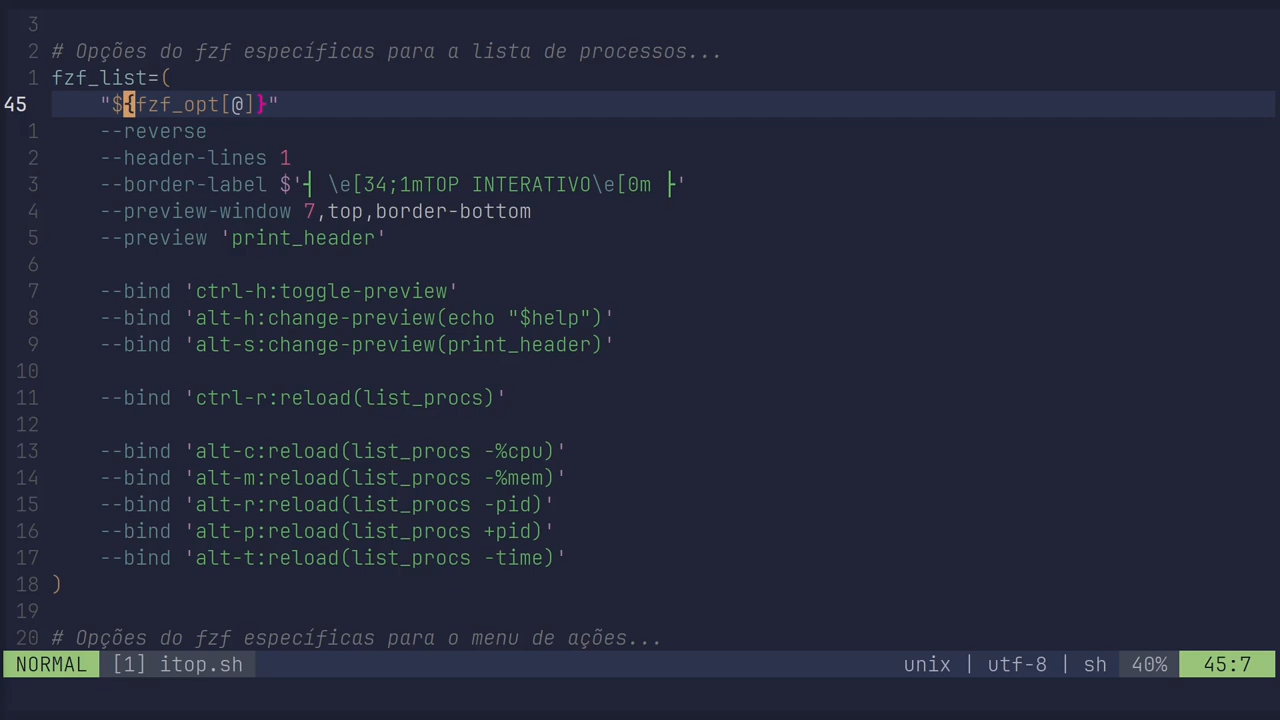 3
2 # Opções do fzf específicas para a lista de processos...
1 fzf_list=(
45 "${fzf_opt[@]}"
1 --reverse
2 --header-lines 1
3 --border-label $'┤ \e[34;1mTOP INTERATIVO\e[0m ├'
4 --preview-window 7,top,border-bottom
5 --preview 'print_header'
6
7 --bind 'ctrl-h:toggle-preview'
8 --bind 'alt-h:change-preview(echo "$help")'
9 --bind 'alt-s:change-preview(print_header)'
10
11 --bind 'ctrl-r:reload(list_procs)'
12
13 --bind 'alt-c:reload(list_procs -%cpu)'
14 --bind 'alt-m:reload(list_procs -%mem)'
15 --bind 'alt-r:reload(list_procs -pid)'
16 --bind 'alt-p:reload(list_procs +pid)'
17 --bind 'alt-t:reload(list_procs -time)'
18 )
19
20 # Opções do fzf específicas para o menu de ações...
NORMAL [1] itop.sh unix | utf-8 | sh 40% 45:7